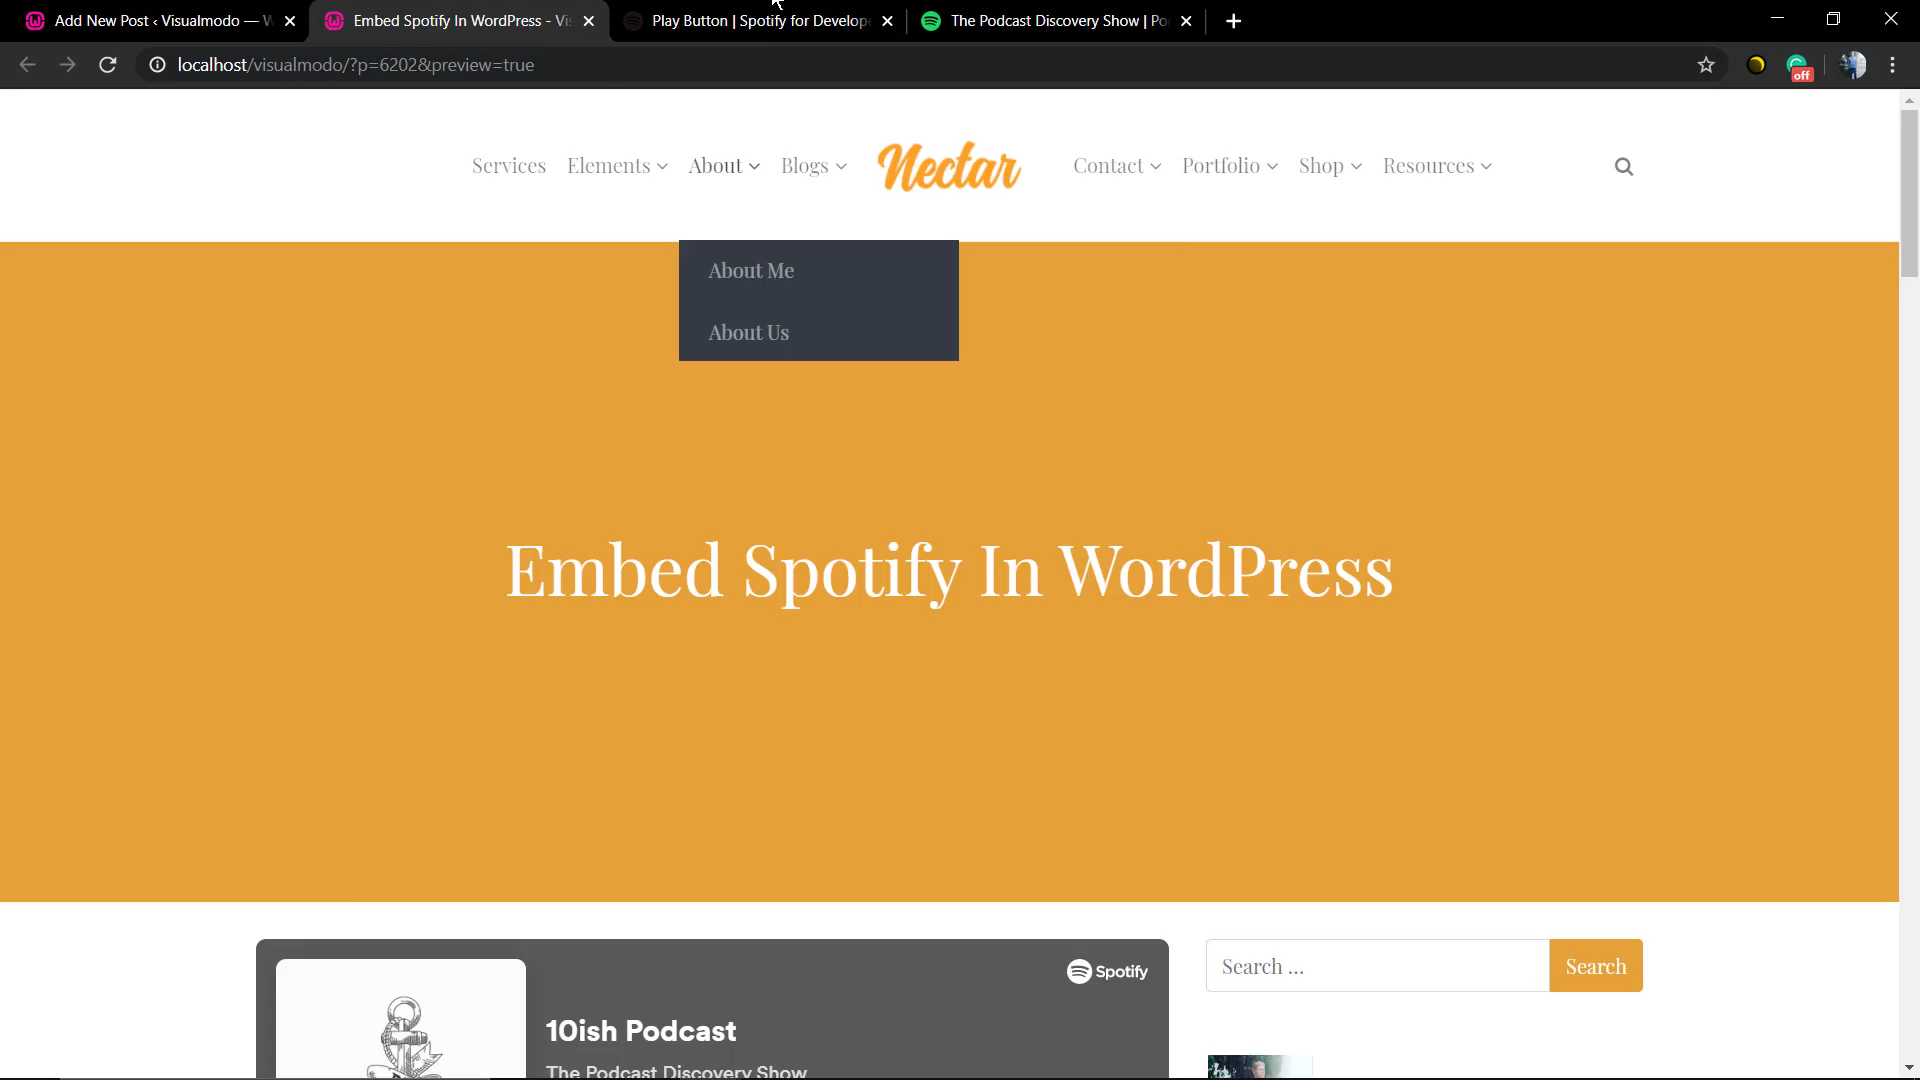 Add New Post ‹ Visualmodo — W
Embed Spotify In WordPress - Vis
Play Button | Spotify for Develope
The Podcast Discovery Show | Po
localhost/visualmodo/?p=6202&preview=true
off
Services Elements About Blogs Nectar Contact Portfolio Shop Resources
About Me
About Us
Embed Spotify In WordPress
Spotify
10ish Podcast
The Podcast Discovery Show
Search …
Search